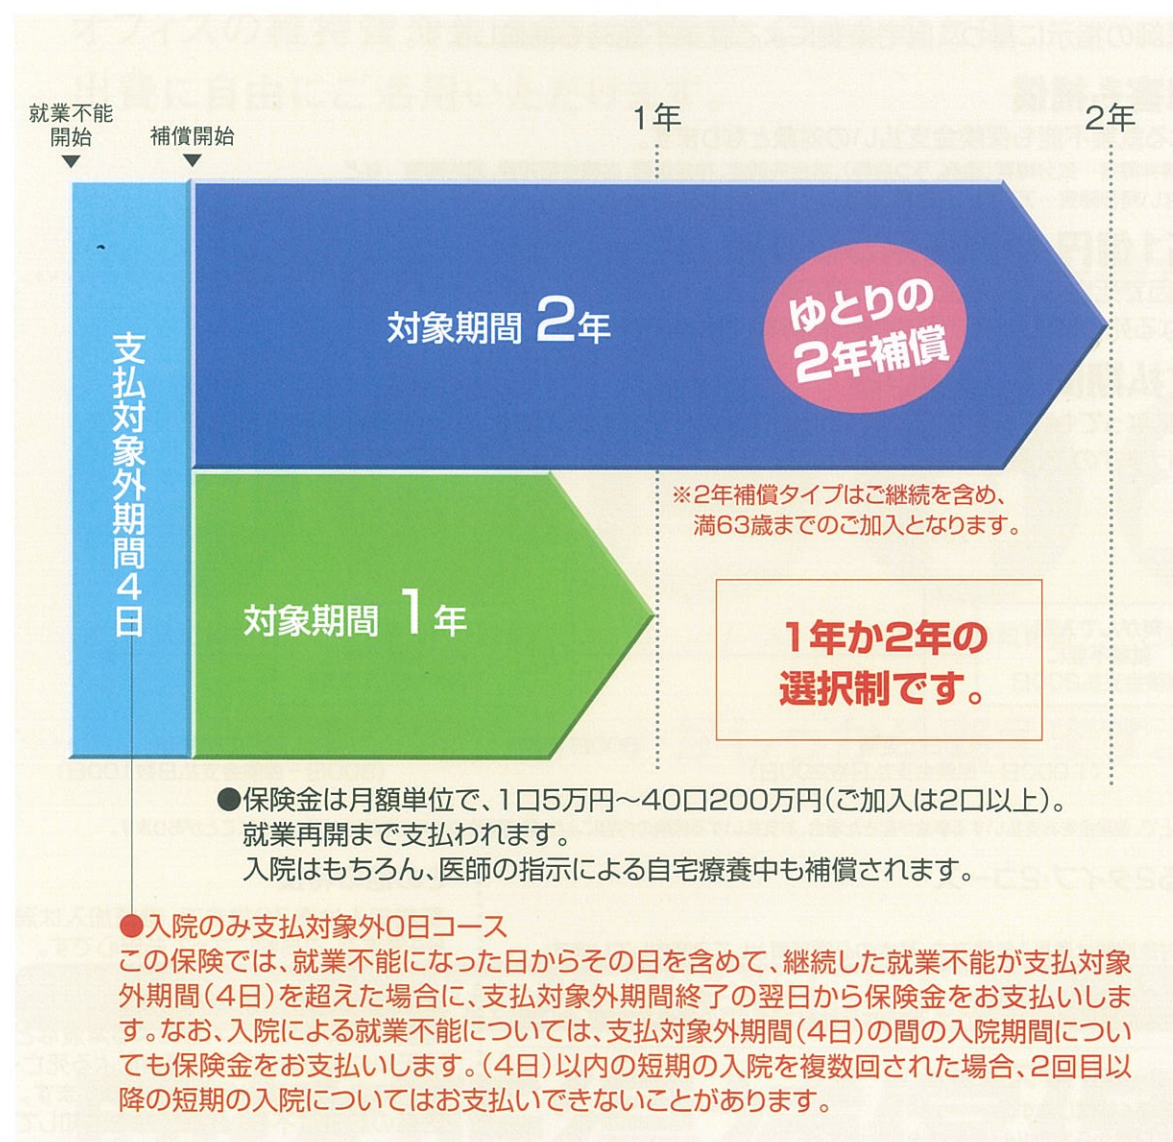 就業不能
開始
補償開始
1年
2年
支払対象外期間4日
対象期間 2年
ゆとりの
2年補償
※2年補償タイプはご継続を含め、
満63歳までのご加入となります。
対象期間 1年
1年か2年の
選択制です。
●保険金は月額単位で、1口5万円～40口200万円(ご加入は2口以上)。
就業再開まで支払われます。
入院はもちろん、医師の指示による自宅療養中も補償されます。
●入院のみ支払対象外0日コース
この保険では、就業不能になった日からその日を含めて、継続した就業不能が支払対象
外期間(4日)を超えた場合に、支払対象外期間終了の翌日から保険金をお支払いしま
す。なお、入院による就業不能については、支払対象外期間(4日)の間の入院期間につい
ても保険金をお支払いします。(4日)以内の短期の入院を複数回された場合、2回目以
降の短期の入院についてはお支払いできないことがあります。